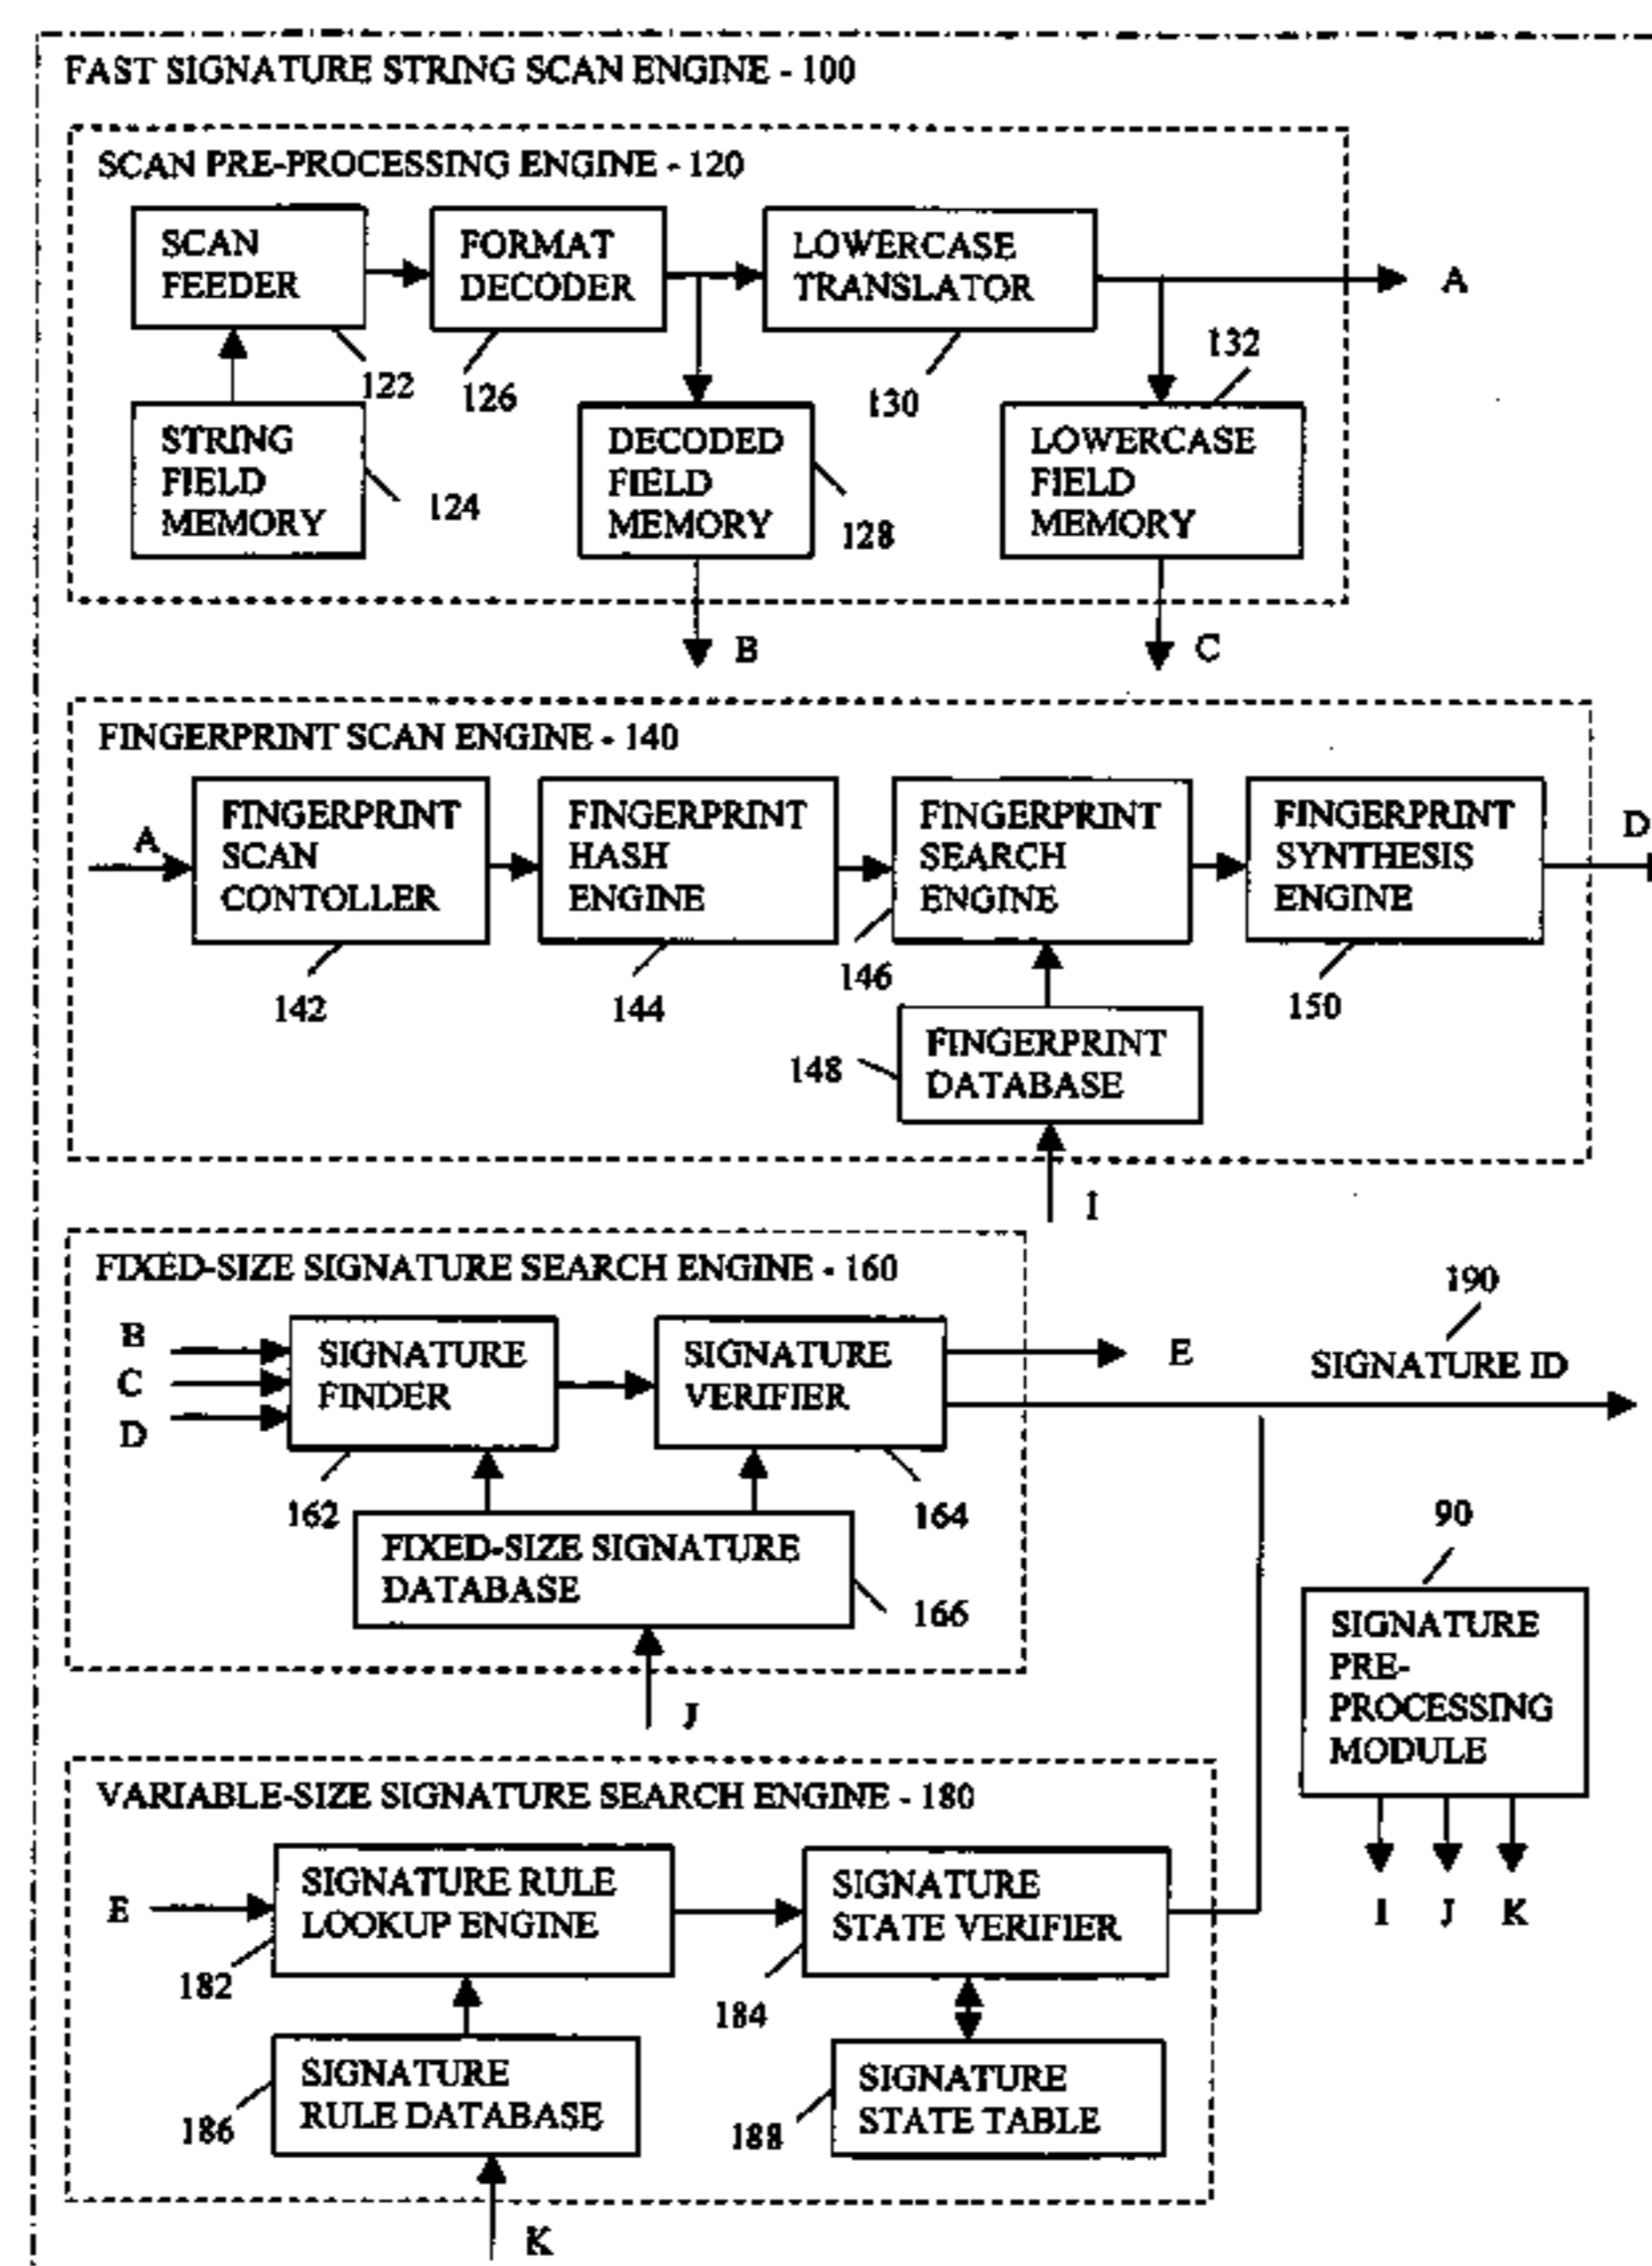 FAST SIGNATURE STRING SCAN ENGINE - 100
SCAN PRE-PROCESSING ENGINE - 120
SCAN
FEEDER
FORMAT
DECODER
LOWERCASE
TRANSLATOR
A
122
126
130
132
STRING
FIELD
MEMORY
124
DECODED
FIELD
MEMORY
128
LOWERCASE
FIELD
MEMORY
B
C
FINGERPRINT SCAN ENGINE - 140
A
FINGERPRINT
SCAN
CONTOLLER
FINGERPRINT
HASH
ENGINE
FINGERPRINT
SEARCH
ENGINE
FINGERPRINT
SYNTHESIS
ENGINE
D
142
144
146
150
148
FINGERPRINT
DATABASE
I
FIXED-SIZE SIGNATURE SEARCH ENGINE - 160
B
C
D
SIGNATURE
FINDER
SIGNATURE
VERIFIER
E
190
SIGNATURE ID
162
164
FIXED-SIZE SIGNATURE
DATABASE
166
J
90
SIGNATURE
PRE-
PROCESSING
MODULE
I J K
VARIABLE-SIZE SIGNATURE SEARCH ENGINE - 180
E
SIGNATURE RULE
LOOKUP ENGINE
SIGNATURE
STATE VERIFIER
182
184
SIGNATURE
RULE DATABASE
186
SIGNATURE
STATE TABLE
188
K